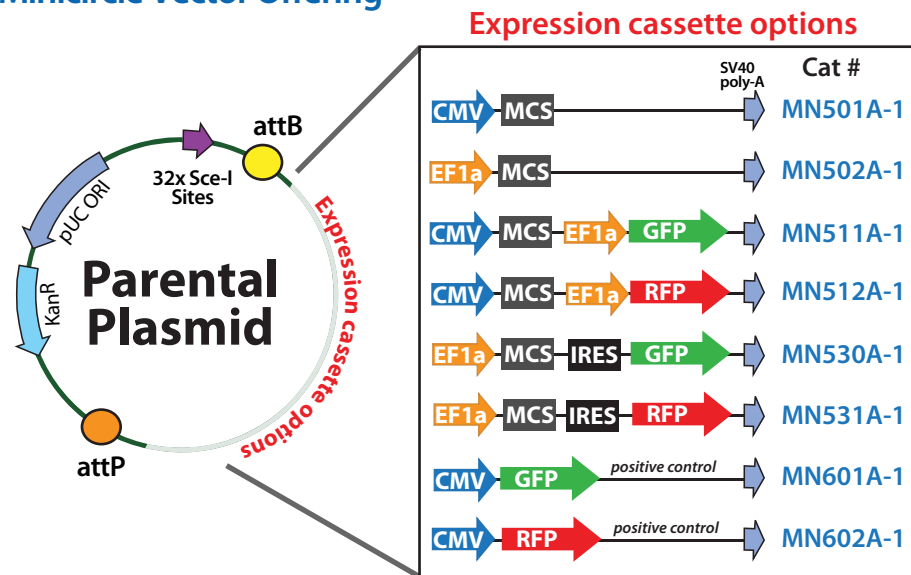 Minicircle Vector Offering
Expression cassette options
SV40
poly-A
Cat #
CMV MCS MN501A-1
EF1a MCS MN502A-1
CMV MCS EF1a GFP MN511A-1
CMV MCS EF1a RFP MN512A-1
EF1a MCS IRES GFP MN530A-1
EF1a MCS IRES RFP MN531A-1
CMV GFP positive control MN601A-1
CMV RFP positive control MN602A-1
attB
32x Sce-I
Sites
pUC ORI
KanR
Parental
Plasmid
attP
Expression cassette options